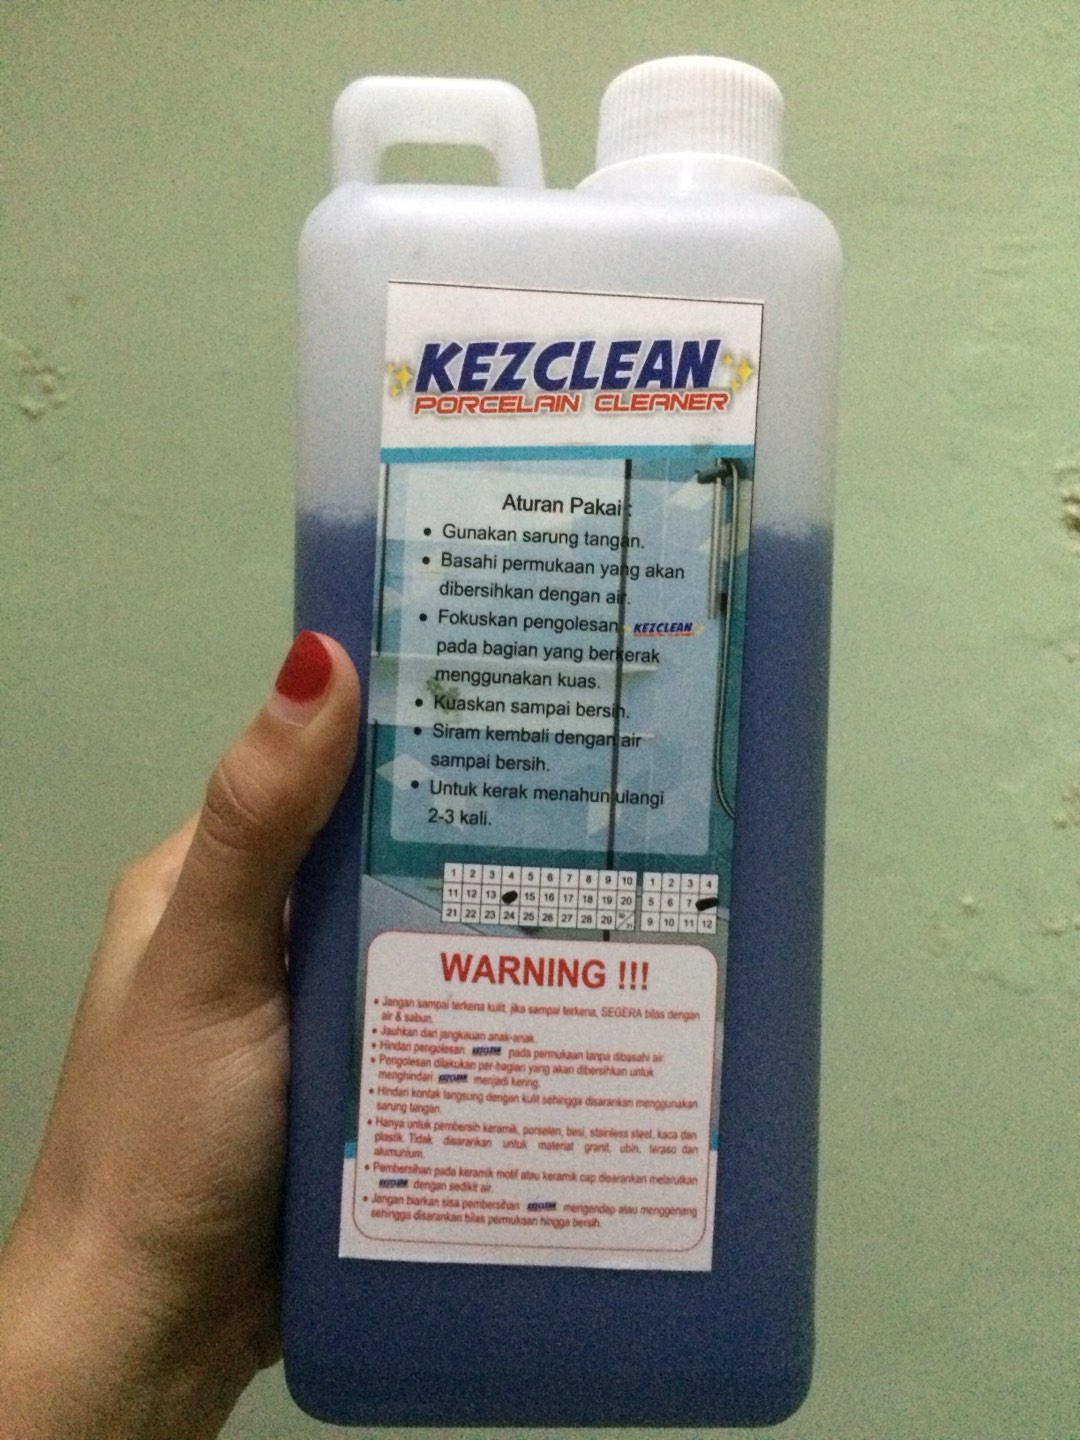 KEZCLEAN
PORCELAIN CLEANER
Aturan Pakai :
• Gunakan sarung tangan.
• Basahi permukaan yang akan
dibersihkan dengan air.
• Fokuskan pengolesan KEZCLEAN
pada bagian yang berkerak
menggunakan kuas.
• Kuaskan sampai bersih.
• Siram kembali dengan air
sampai bersih.
• Untuk kerak menahun ulangi
2-3 kali.
1 2 3 4 5 6 7 8 9 10 1 2 3 4
11 12 13 15 16 17 18 19 20 5 6 7
21 22 23 24 25 26 27 28 29 30/31 9 10 11 12
WARNING !!!
• Jangan sampai terkena kulit, jika sampai terkena, SEGERA bilas dengan
air & sabun.
• Jauhkan dari jangkauan anak-anak.
• Hindari pengolesan KEZCLEAN pada permukaan tanpa dibasahi air.
• Pengolesan dilakukan per-bagian yang akan dibersihkan untuk
menghindari KEZCLEAN menjadi kering.
• Hindari kontak langsung dengan kulit sehingga disarankan menggunakan
sarung tangan.
• Hanya untuk pembersih keramik, porselen, besi, stainless steel, kaca dan
plastik. Tidak disarankan untuk material granit, ubin, teraso dan
alumunium.
• Pembersihan pada keramik motif atau keramik cap disarankan melarutkan
KEZCLEAN dengan sedikit air.
• Jangan biarkan sisa pembersihan KEZCLEAN mengendap atau menggenang
sehingga disarankan bilas permukaan hingga bersih.